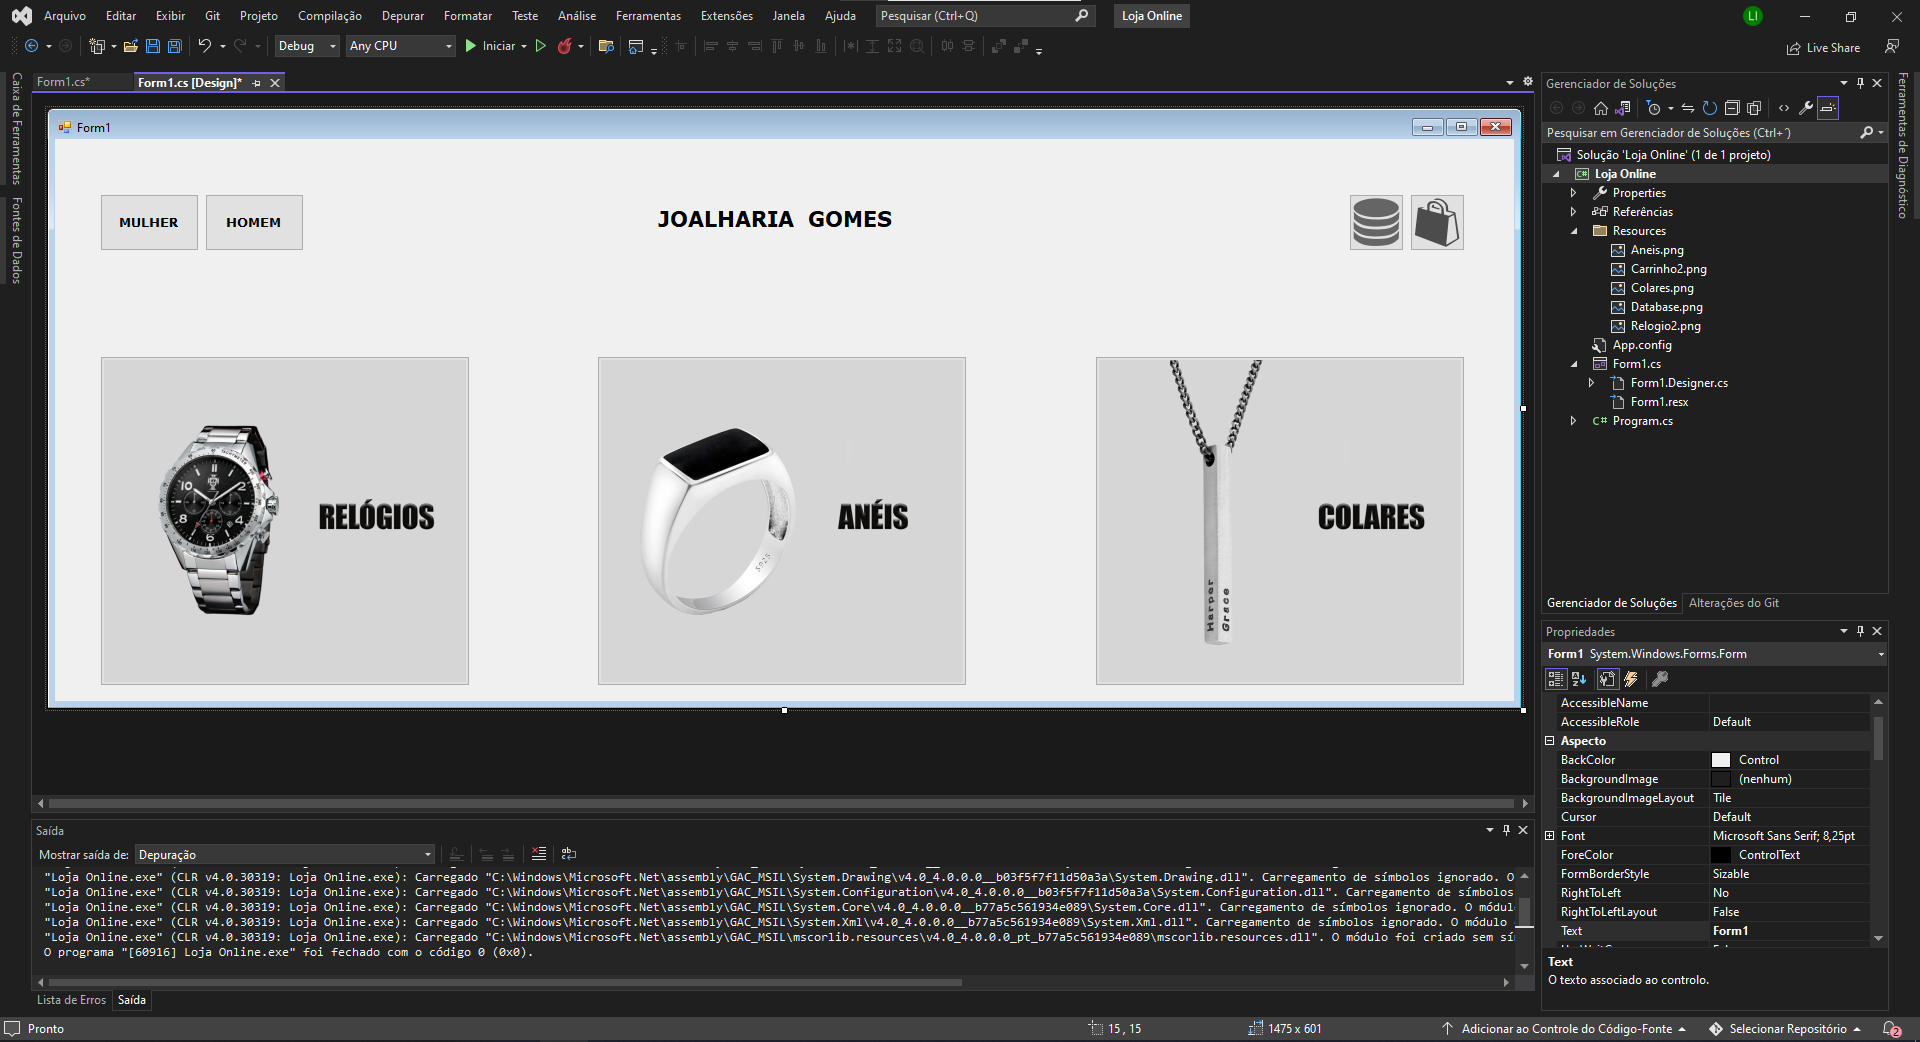 Arquivo Editar Exibir Git Projeto Compilação Depurar Formatar Teste Análise Ferramentas Extensões Janela Ajuda Pesquisar (Ctrl+Q) Loja Online LI
Debug Any CPU Iniciar Live Share
Caixa de Ferramentas
Fontes de Dados
Form1.cs* Form1.cs [Design]*
Form1
MULHER HOMEM JOALHARIA GOMES
TACHYMETER
12
10 2
8 4
RELÓGIOS
S925
ANÉIS
Harper
Grace
COLARES
Saída
Mostrar saída de: Depuração
"Loja Online.exe" (CLR v4.0.30319: Loja Online.exe): Carregado "C:\Windows\Microsoft.Net\assembly\GAC_MSIL\System.Drawing\v4.0_4.0.0.0__b03f5f7f11d50a3a\System.Drawing.dll". Carregamento de símbolos ignorado. O
"Loja Online.exe" (CLR v4.0.30319: Loja Online.exe): Carregado "C:\Windows\Microsoft.Net\assembly\GAC_MSIL\System.Configuration\v4.0_4.0.0.0__b03f5f7f11d50a3a\System.Configuration.dll". Carregamento de símbolos
"Loja Online.exe" (CLR v4.0.30319: Loja Online.exe): Carregado "C:\Windows\Microsoft.Net\assembly\GAC_MSIL\System.Core\v4.0_4.0.0.0__b77a5c561934e089\System.Core.dll". Carregamento de símbolos ignorado. O módul
"Loja Online.exe" (CLR v4.0.30319: Loja Online.exe): Carregado "C:\Windows\Microsoft.Net\assembly\GAC_MSIL\System.Xml\v4.0_4.0.0.0__b77a5c561934e089\System.Xml.dll". Carregamento de símbolos ignorado. O módulo
"Loja Online.exe" (CLR v4.0.30319: Loja Online.exe): Carregado "C:\Windows\Microsoft.Net\assembly\GAC_MSIL\mscorlib.resources\v4.0_4.0.0.0_pt_b77a5c561934e089\mscorlib.resources.dll". O módulo foi criado sem sí
O programa "[60916] Loja Online.exe" foi fechado com o código 0 (0x0).
Lista de Erros Saída
Gerenciador de Soluções
Pesquisar em Gerenciador de Soluções (Ctrl+´)
Solução 'Loja Online' (1 de 1 projeto)
C# Loja Online
Properties
Referências
Resources
Aneis.png
Carrinho2.png
Colares.png
Database.png
Relogio2.png
App.config
Form1.cs
Form1.Designer.cs
Form1.resx
C# Program.cs
Gerenciador de Soluções Alterações do Git
Propriedades
Form1 System.Windows.Forms.Form
AccessibleName
AccessibleRole Default
Aspecto
BackColor Control
BackgroundImage (nenhum)
BackgroundImageLayout Tile
Cursor Default
Font Microsoft Sans Serif; 8,25pt
ForeColor ControlText
FormBorderStyle Sizable
RightToLeft No
RightToLeftLayout False
Text Form1
Text
O texto associado ao controlo.
Ferramentas de Diagnóstico
Pronto 15 , 15 1475 x 601 Adicionar ao Controle do Código-Fonte Selecionar Repositório 2